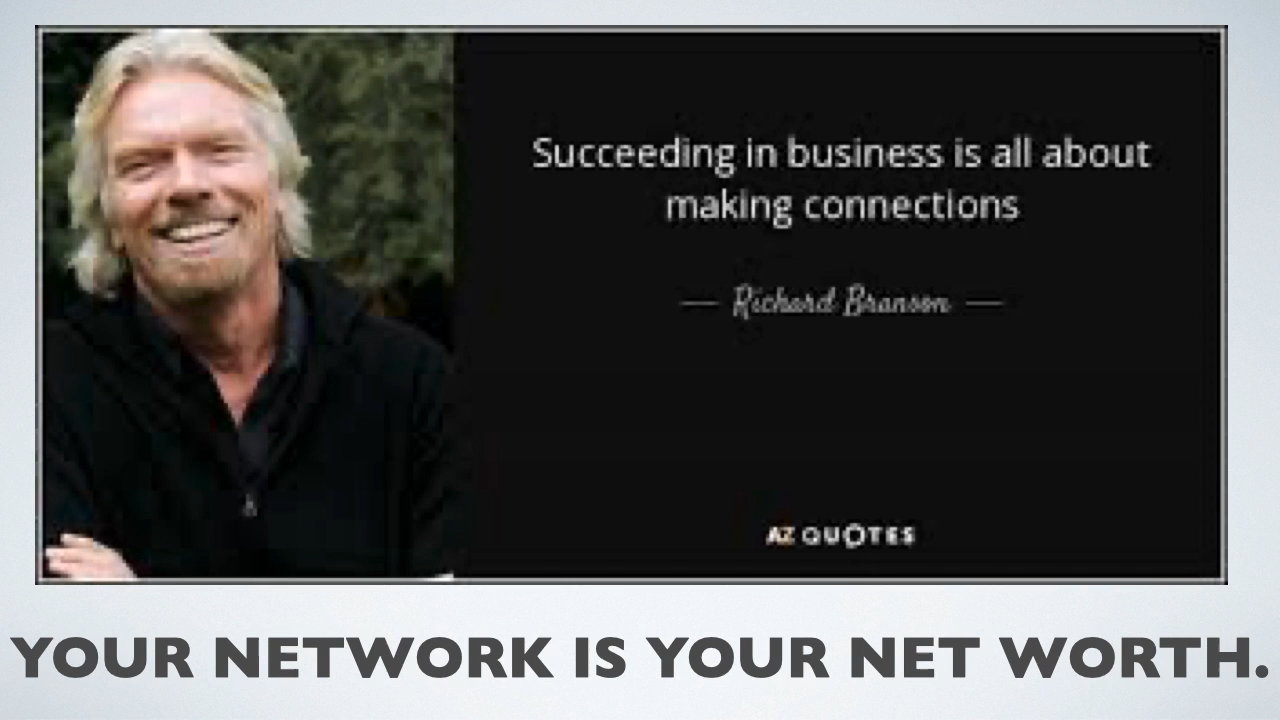 Succeeding in business is all about
making connections
— Richard Branson —
AZ QUOTES
YOUR NETWORK IS YOUR NET WORTH.